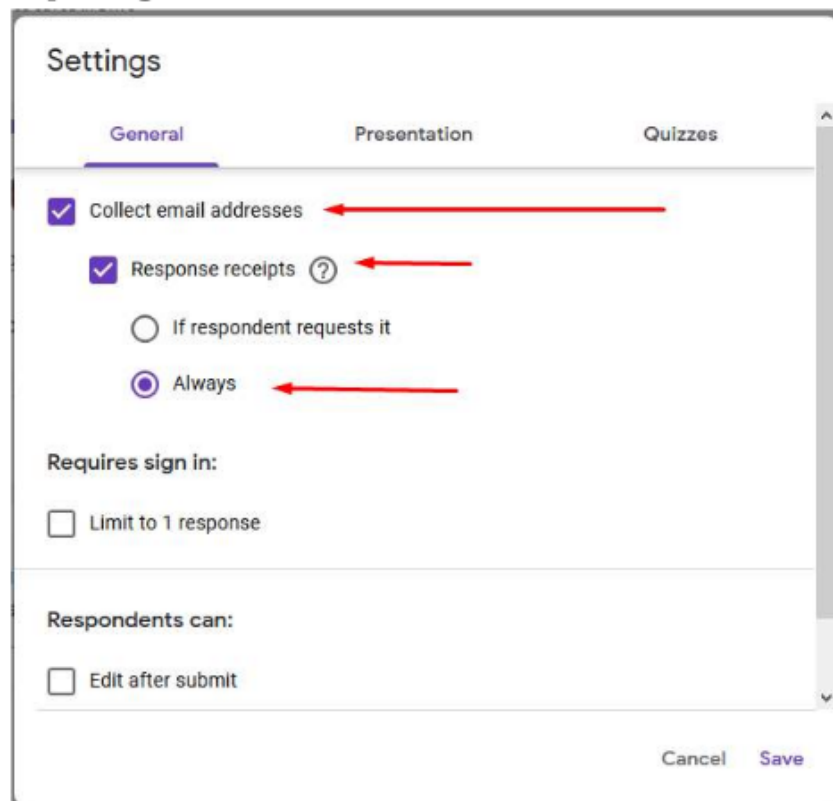 Settings
General Presentation Quizzes
Collect email addresses
Response receipts ?
If respondent requests it
Always
Requires sign in:
Limit to 1 response
Respondents can:
Edit after submit
Cancel Save